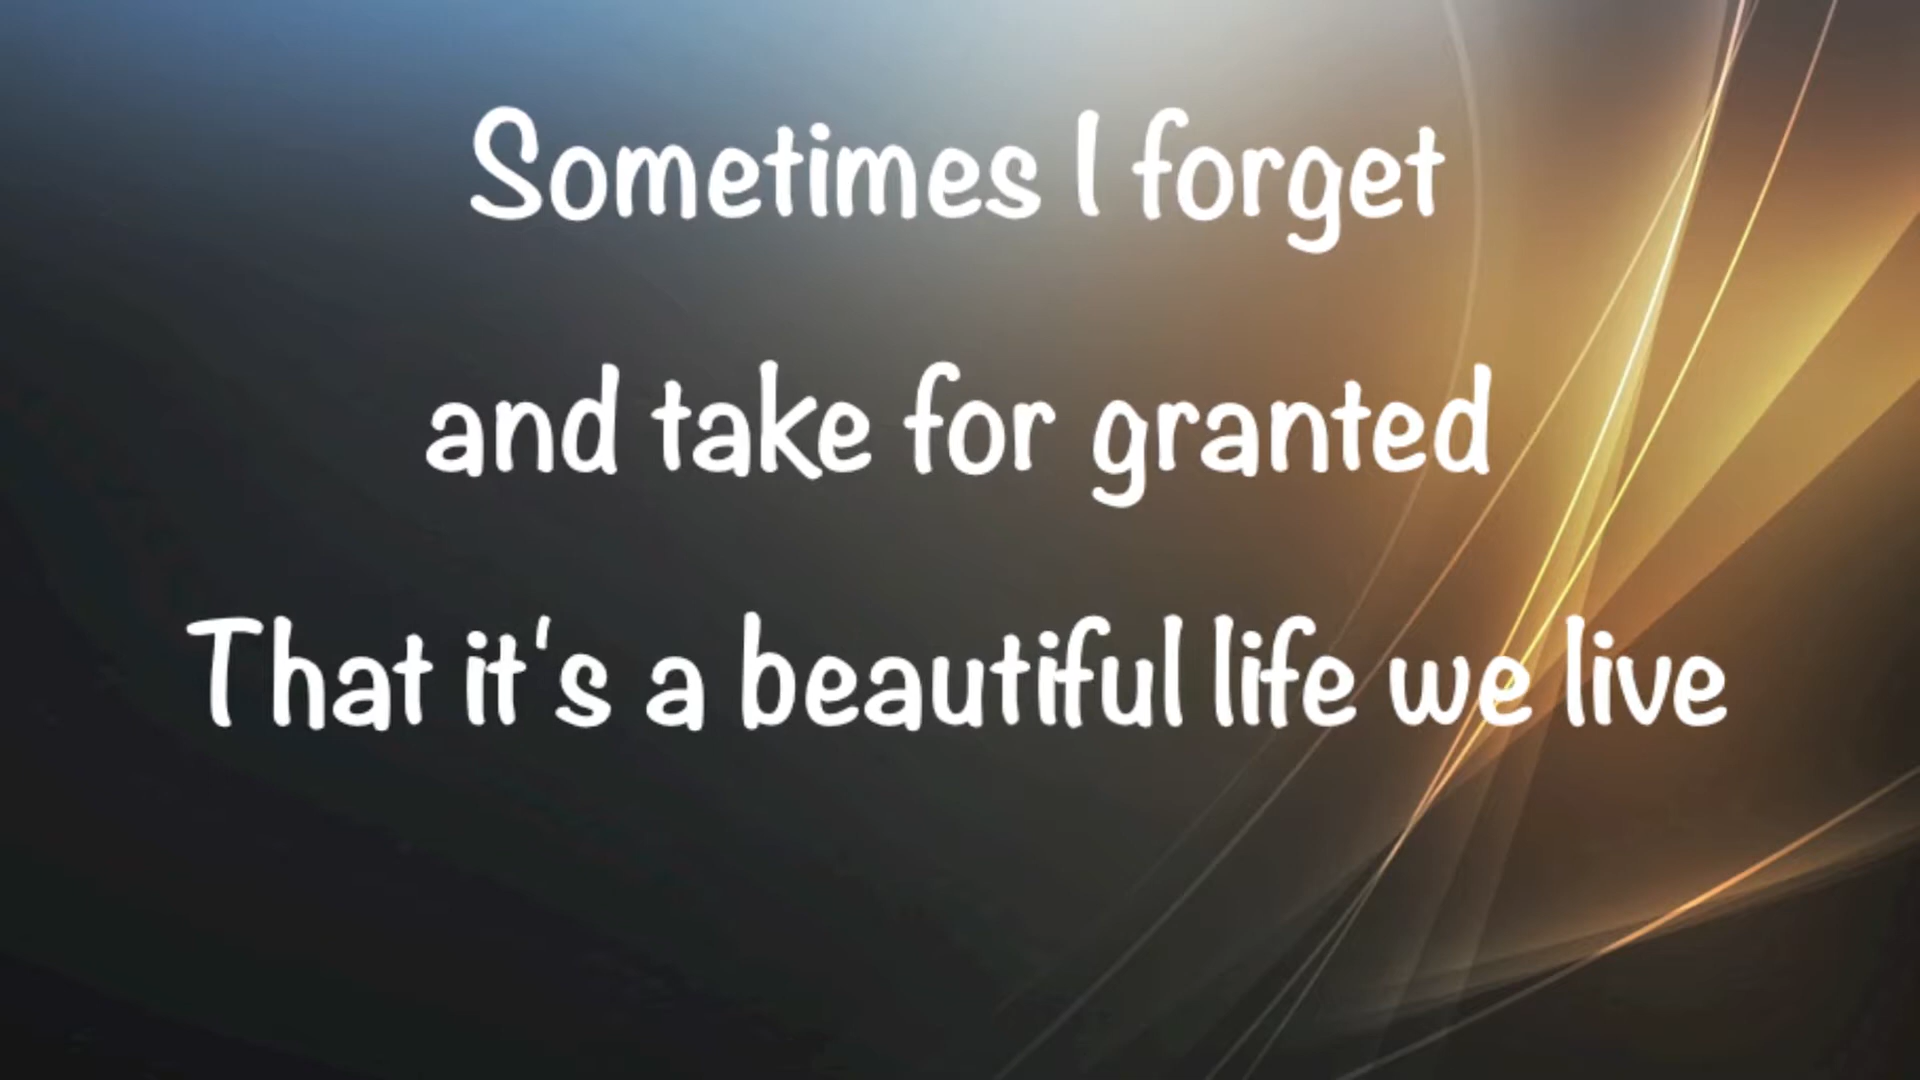 Sometimes I forget
and take for granted
That it's a beautiful life we live